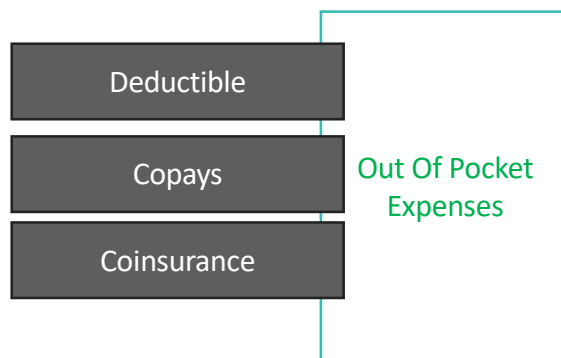 Deductible
Copays
Out Of Pocket
Expenses
Coinsurance